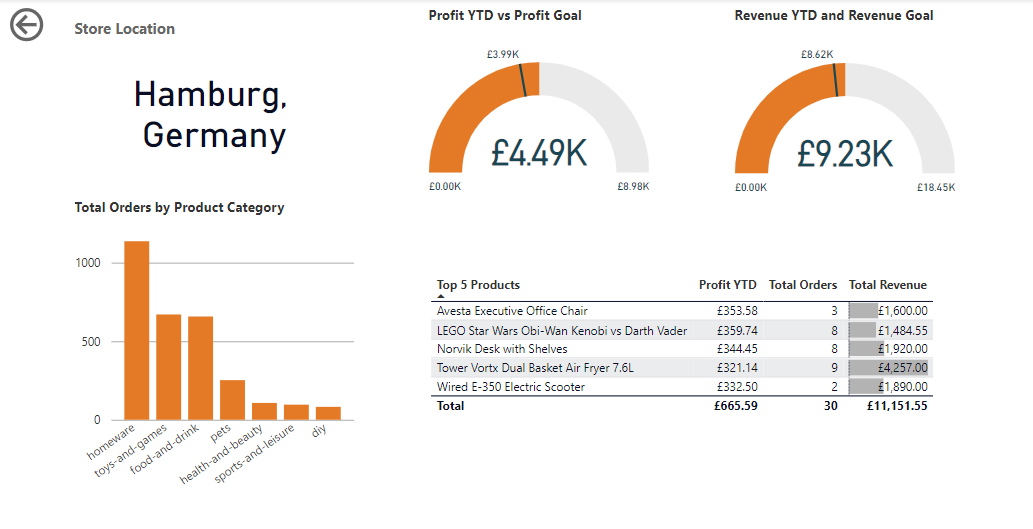 Store Location
Hamburg,
Germany
Profit YTD vs Profit Goal
£3.99K
£4.49K
£0.00K
£8.98K
Revenue YTD and Revenue Goal
£8.62K
£9.23K
£0.00K
£18.45K
Total Orders by Product Category
1000
500
0
homeware
toys-and-games
food-and-drink
pets
health-and-beauty
sports-and-leisure
diy
Top 5 Products Profit YTD Total Orders Total Revenue
Avesta Executive Office Chair £353.58 3 £1,600.00
LEGO Star Wars Obi-Wan Kenobi vs Darth Vader £359.74 8 £1,484.55
Norvik Desk with Shelves £344.45 8 £1,920.00
Tower Vortx Dual Basket Air Fryer 7.6L £321.14 9 £4,257.00
Wired E-350 Electric Scooter £332.50 2 £1,890.00
Total £665.59 30 £11,151.55